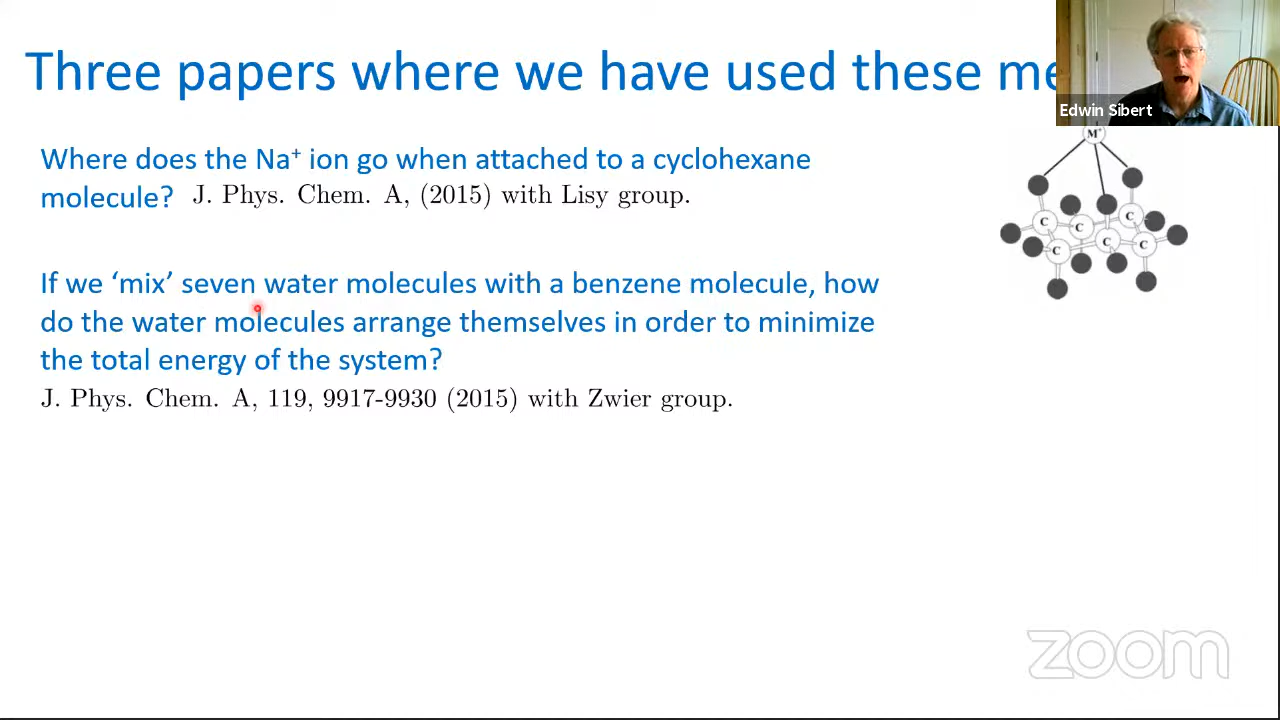 Three papers where we have used these me
Edwin Sibert
Where does the Na⁺ ion go when attached to a cyclohexane
molecule? J. Phys. Chem. A, (2015) with Lisy group.
M⁺
C
C
C
C
C
C
If we ‘mix’ seven water molecules with a benzene molecule, how
do the water molecules arrange themselves in order to minimize
the total energy of the system?
J. Phys. Chem. A, 119, 9917-9930 (2015) with Zwier group.
zoom